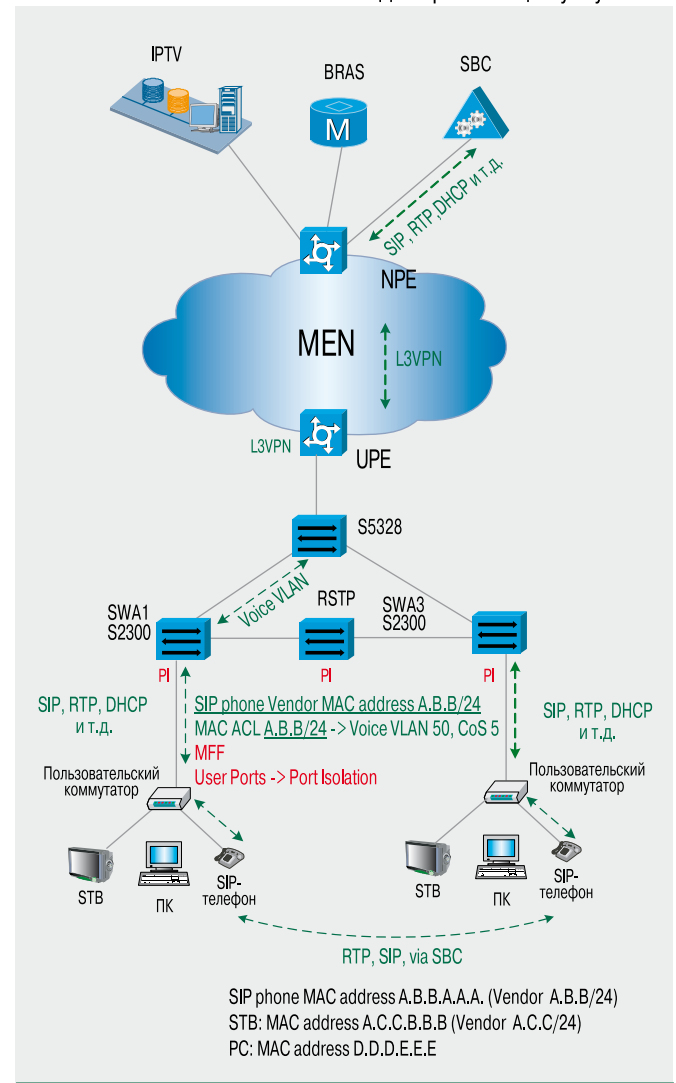 IPTV
BRAS
SBC
M
SIP, RTP,DHCP и т.д.
NPE
MEN
L3VPN
L3VPN
UPE
S5328
Voice VLAN
RSTP
SWA1
S2300
SWA3
S2300
PI
PI
PI
SIP, RTP, DHCP
и т.д.
SIP phone Vendor MAC address A.B.B/24
MAC ACL A.B.B/24 -> Voice VLAN 50, CoS 5
MFF
User Ports -> Port Isolation
SIP, RTP, DHCP
и т.д.
Пользовательский
коммутатор
Пользовательский
коммутатор
STB
ПК
SIP-
телефон
STB
ПК
SIP-
телефон
RTP, SIP, via SBC
SIP phone MAC address A.B.B.A.A.A. (Vendor A.B.B/24)
STB: MAC address A.C.C.B.B.B (Vendor A.C.C/24)
PC: MAC address D.D.D.E.E.E